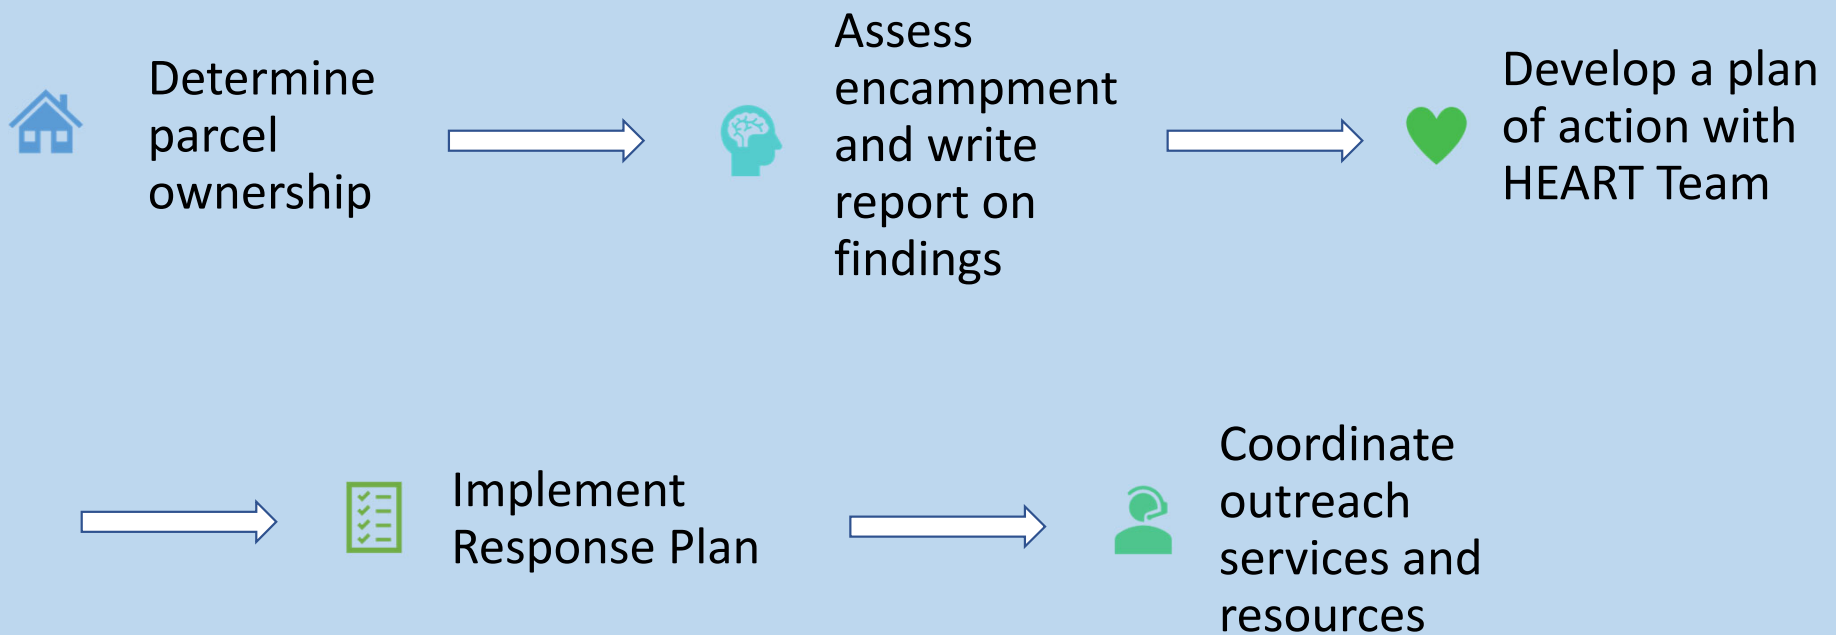 Determine
parcel
ownership
Assess
encampment
and write
report on
findings
Develop a plan
of action with
HEART Team
Implement
Response Plan
Coordinate
outreach
services and
resources